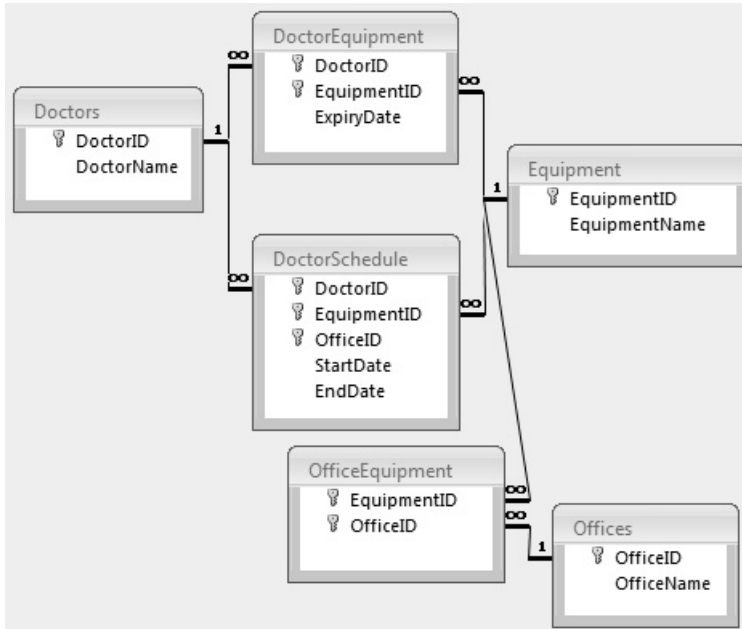 DoctorEquipment
DoctorID
EquipmentID
ExpiryDate
Doctors
DoctorID
DoctorName
Equipment
EquipmentID
EquipmentName
DoctorSchedule
DoctorID
EquipmentID
OfficeID
StartDate
EndDate
OfficeEquipment
EquipmentID
OfficeID
Offices
OfficeID
OfficeName
∞
∞
1
∞
1
∞
∞
∞
1